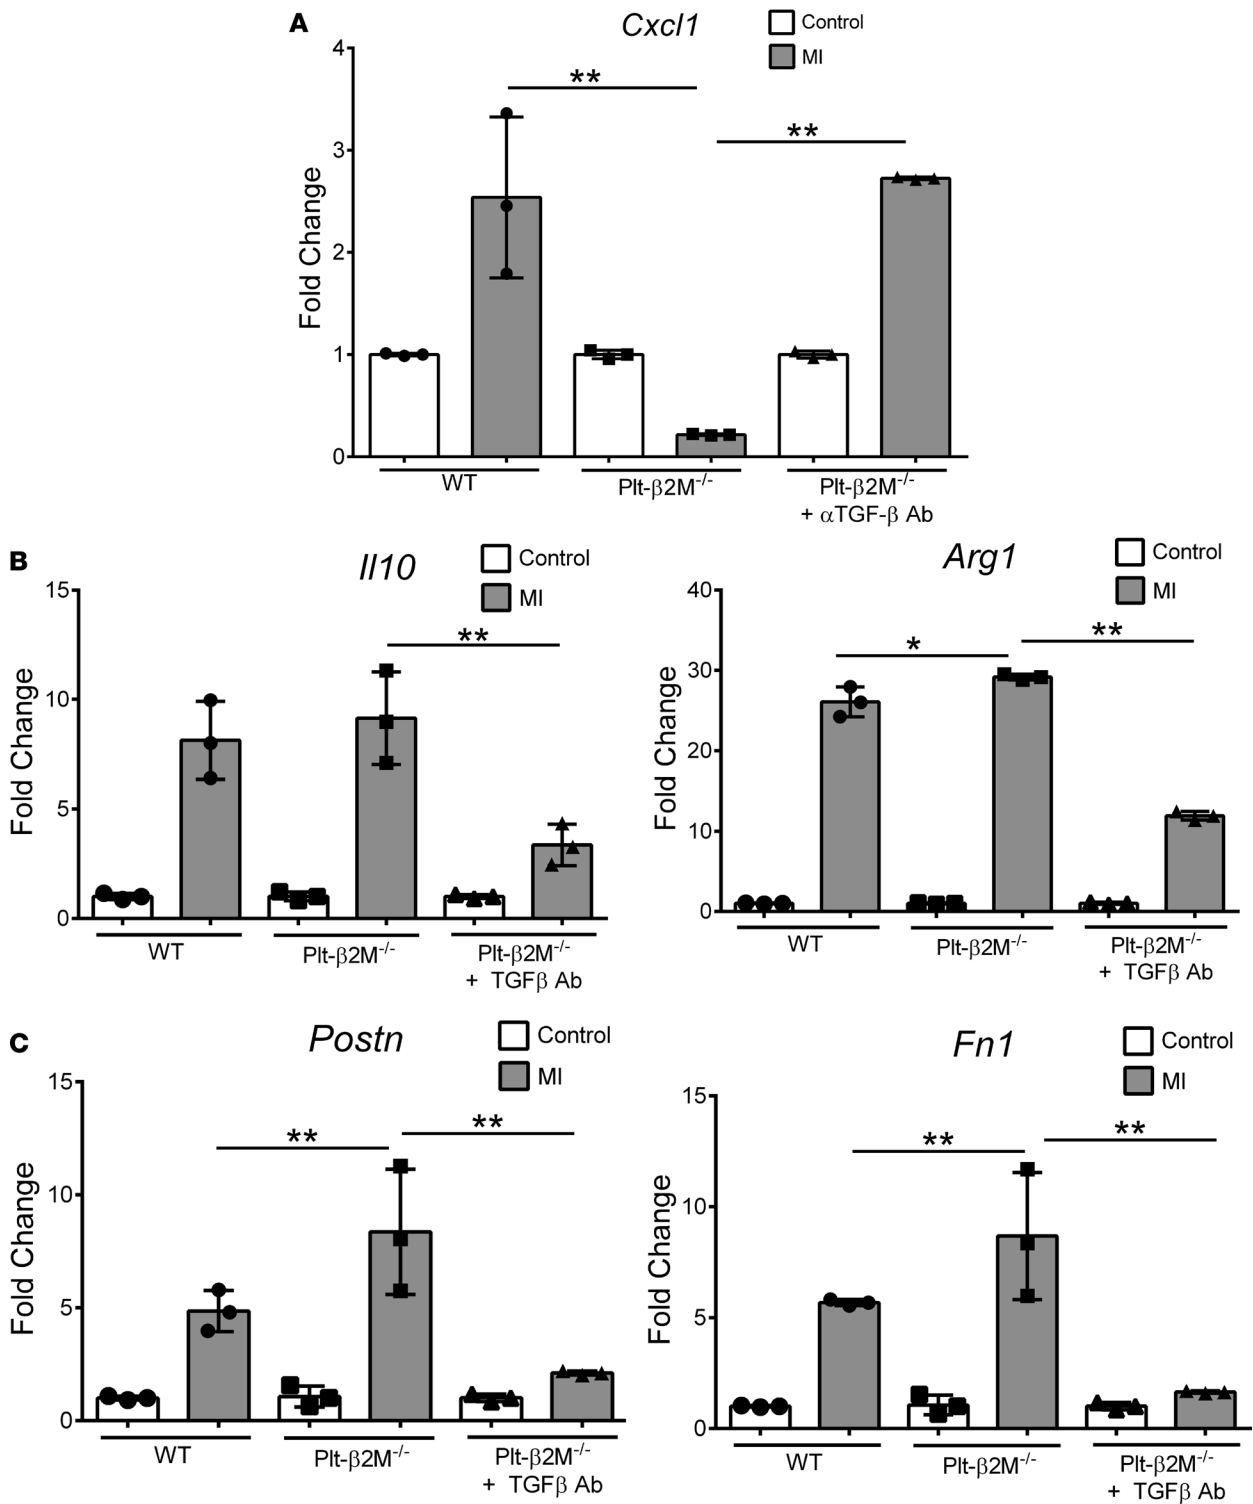 A
Cxcl1
Control
MI
**
**
Fold Change
4
3
2
1
0
WT
Plt-β2M-/-
Plt-β2M-/-
+ αTGF-β Ab
B
Il10
Control
MI
**
Fold Change
15
10
5
0
WT
Plt-β2M-/-
Plt-β2M-/-
+ TGFβ Ab
Arg1
Control
MI
*
**
Fold Change
40
30
20
10
0
WT
Plt-β2M-/-
Plt-β2M-/-
+ TGFβ Ab
C
Postn
Control
MI
**
**
Fold Change
15
10
5
0
WT
Plt-β2M-/-
Plt-β2M-/-
+ TGFβ Ab
Fn1
Control
MI
**
**
Fold Change
15
10
5
0
WT
Plt-β2M-/-
Plt-β2M-/-
+ TGFβ Ab